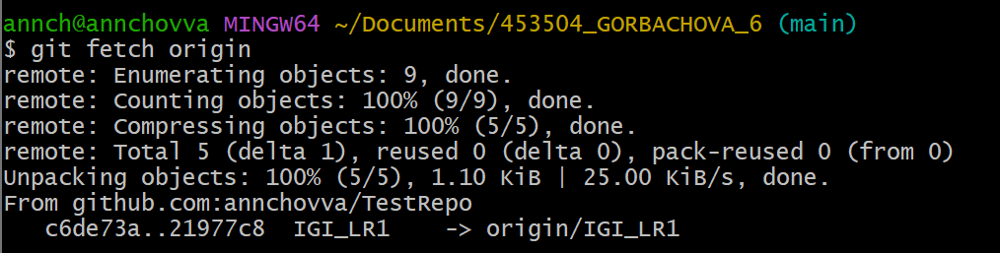 annch@annchovva MINGW64 ~/Documents/453504_GORBACHOVA_6 (main)
$ git fetch origin
remote: Enumerating objects: 9, done.
remote: Counting objects: 100% (9/9), done.
remote: Compressing objects: 100% (5/5), done.
remote: Total 5 (delta 1), reused 0 (delta 0), pack-reused 0 (from 0)
Unpacking objects: 100% (5/5), 1.10 KiB | 25.00 KiB/s, done.
From github.com:annchovva/TestRepo
   c6de73a..21977c8  IGI_LR1    -> origin/IGI_LR1